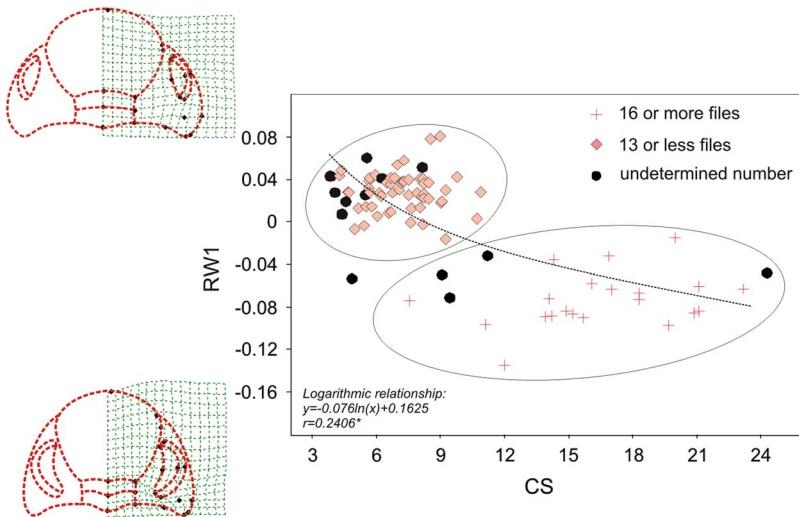 16 or more files
13 or less files
undetermined number
0.08
0.04
0
-0.04
-0.08
-0.12
-0.16
RW1
Logarithmic relationship:
y=-0.076ln(x)+0.1625
r=0.2406*
3 6 9 12 15 18 21 24
CS